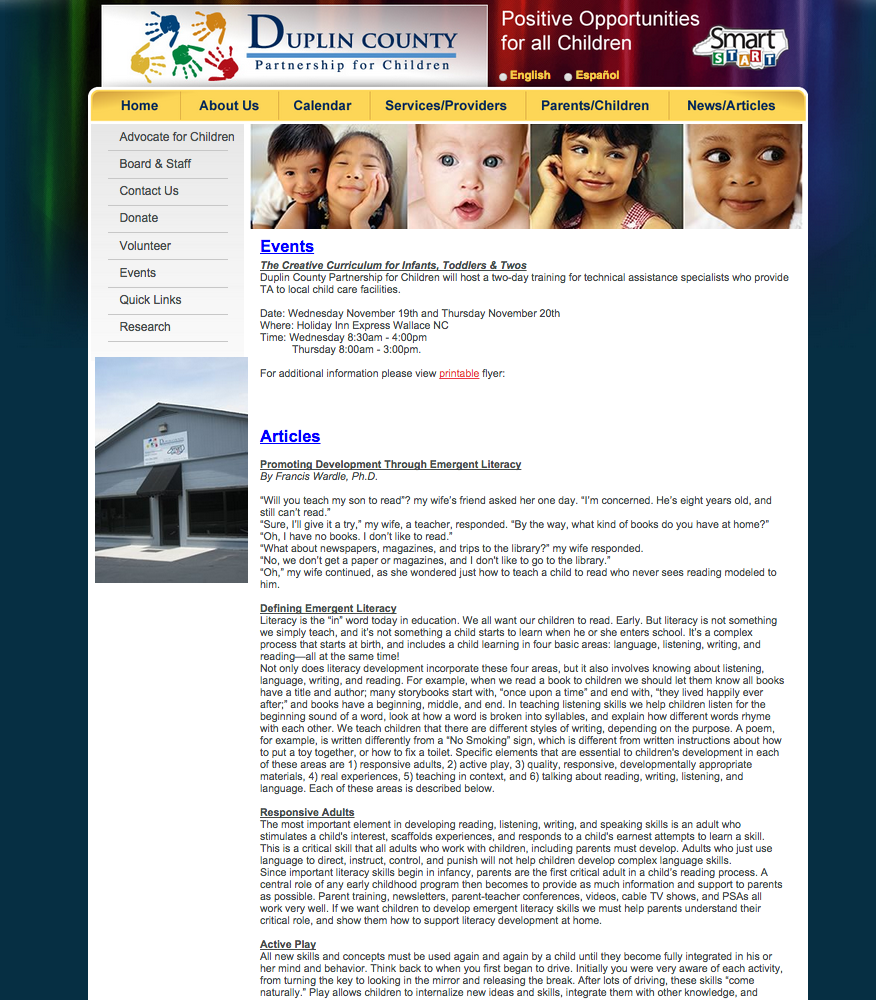 DUPLIN COUNTY
Partnership for Children
Positive Opportunities
for all Children
Smart
START
English Español
Home About Us Calendar Services/Providers Parents/Children News/Articles
Advocate for Children
Board & Staff
Contact Us
Donate
Volunteer
Events
Quick Links
Research
Events
The Creative Curriculum for Infants, Toddlers & Twos
Duplin County Partnership for Children will host a two-day training for technical assistance specialists who provide
TA to local child care facilities.
Date: Wednesday November 19th and Thursday November 20th
Where: Holiday Inn Express Wallace NC
Time: Wednesday 8:30am - 4:00pm
Thursday 8:00am - 3:00pm.
For additional information please view printable flyer:
Articles
Promoting Development Through Emergent Literacy
By Francis Wardle, Ph.D.
“Will you teach my son to read”? my wife’s friend asked her one day. “I’m concerned. He’s eight years old, and
still can’t read.”
“Sure, I’ll give it a try,” my wife, a teacher, responded. “By the way, what kind of books do you have at home?”
“Oh, I have no books. I don’t like to read.”
“What about newspapers, magazines, and trips to the library?” my wife responded.
“No, we don’t get a paper or magazines, and I don’t like to go to the library.”
“Oh,” my wife continued, as she wondered just how to teach a child to read who never sees reading modeled to
him.
Defining Emergent Literacy
Literacy is the “in” word today in education. We all want our children to read. Early. But literacy is not something
we simply teach, and it’s not something a child starts to learn when he or she enters school. It’s a complex
process that starts at birth, and includes a child learning in four basic areas: language, listening, writing, and
reading—all at the same time!
Not only does literacy development incorporate these four areas, but it also involves knowing about listening,
language, writing, and reading. For example, when we read a book to children we should let them know all books
have a title and author; many storybooks start with, “once upon a time” and end with, “they lived happily ever
after;” and books have a beginning, middle, and end. In teaching listening skills we help children listen for the
beginning sound of a word, look at how a word is broken into syllables, and explain how different words rhyme
with each other. We teach children that there are different styles of writing, depending on the purpose. A poem,
for example, is written differently from a “No Smoking” sign, which is different from written instructions about how
to put a toy together, or how to fix a toilet. Specific elements that are essential to children's development in each
of these areas are 1) responsive adults, 2) active play, 3) quality, responsive, developmentally appropriate
materials, 4) real experiences, 5) teaching in context, and 6) talking about reading, writing, listening, and
language. Each of these areas is described below.
Responsive Adults
The most important element in developing reading, listening, writing, and speaking skills is an adult who
stimulates a child's interest, scaffolds experiences, and responds to a child's earnest attempts to learn a skill.
This is a critical skill that all adults who work with children, including parents must develop. Adults who just use
language to direct, instruct, control, and punish will not help children develop complex language skills.
Since important literacy skills begin in infancy, parents are the first critical adult in a child’s reading process. A
central role of any early childhood program then becomes to provide as much information and support to parents
as possible. Parent training, newsletters, parent-teacher conferences, videos, cable TV shows, and PSAs all
work very well. If we want children to develop emergent literacy skills we must help parents understand their
critical role, and show them how to support literacy development at home.
Active Play
All new skills and concepts must be used again and again by a child until they become fully integrated in his or
her mind and behavior. Think back to when you first began to drive. Initially you were very aware of each activity,
from turning the key to looking in the mirror and releasing the break. After lots of driving, these skills “come
naturally.” Play allows children to internalize new ideas and skills, integrate them with other knowledge, and